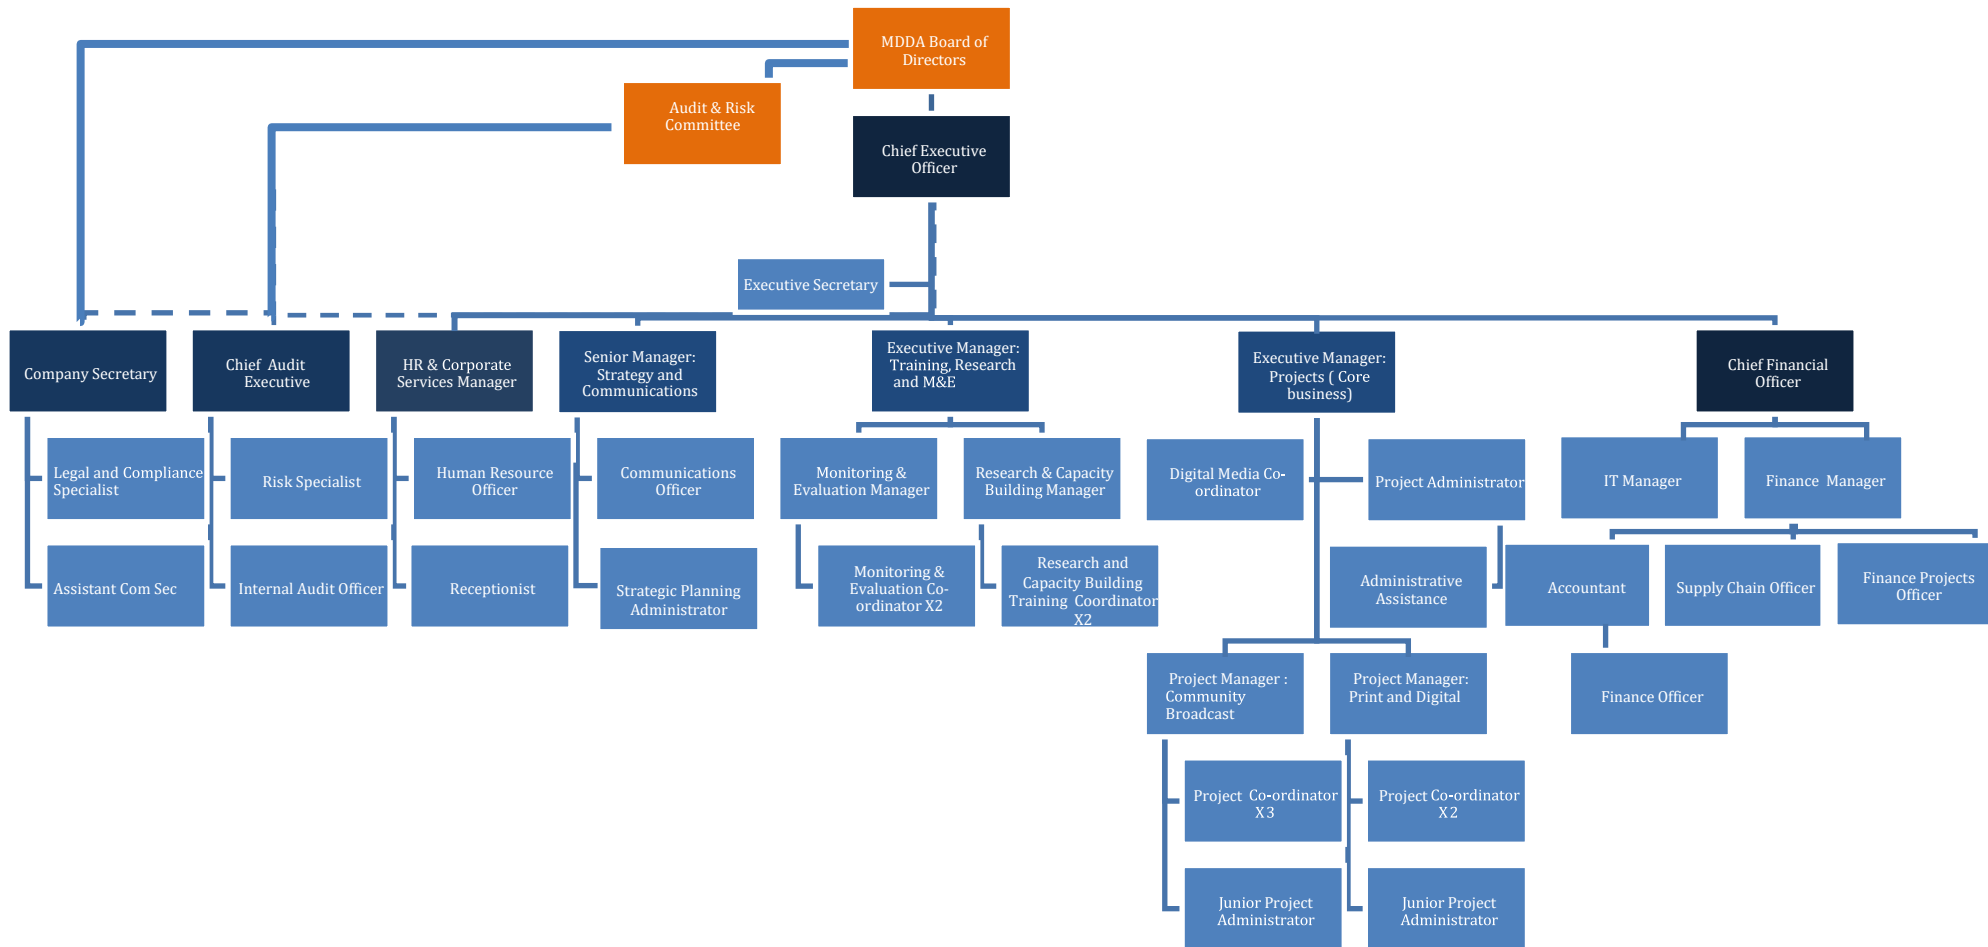 MDDA Board of
Directors
Audit & Risk
Committee
Chief Executive
Officer
Executive Secretary
Company Secretary
Chief Audit
Executive
HR & Corporate
Services Manager
Senior Manager:
Strategy and
Communications
Executive Manager:
Training, Research
and M&E
Executive Manager:
Projects ( Core
business)
Chief Financial
Officer
Legal and Compliance
Specialist
Risk Specialist
Human Resource
Officer
Communications
Officer
Monitoring &
Evaluation Manager
Research & Capacity
Building Manager
Digital Media Co-
ordinator
Project Administrator
IT Manager
Finance Manager
Assistant Com Sec
Internal Audit Officer
Receptionist
Strategic Planning
Administrator
Monitoring &
Evaluation Co-
ordinator X2
Research and
Capacity Building
Training Coordinator
X2
Administrative
Assistance
Accountant
Supply Chain Officer
Finance Projects
Officer
Project Manager :
Community
Broadcast
Project Manager:
Print and Digital
Finance Officer
Project Co-ordinator
X3
Project Co-ordinator
X2
Junior Project
Administrator
Junior Project
Administrator